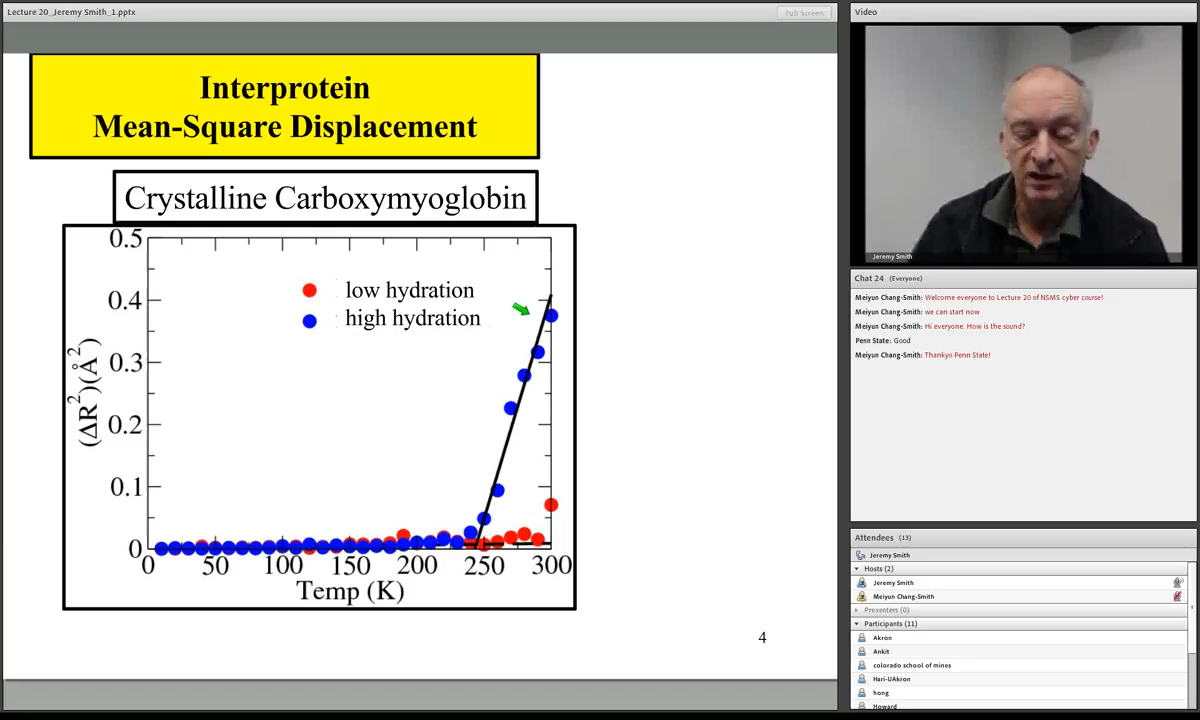 Lecture 20_Jeremy Smith_1.pptx
Full Screen
Interprotein
Mean-Square Displacement
Crystalline Carboxymyoglobin
0.5
0.4
0.3
0.2
0.1
0
(ΔR²)(Å²)
low hydration
high hydration
0 50 100 150 200 250 300
Temp (K)
4
Video
Jeremy Smith
Chat 24 (Everyone)
Meiyun Chang-Smith: Welcome everyone to Lecture 20 of NSMS cyber course!
Meiyun Chang-Smith: we can start now
Meiyun Chang-Smith: Hi everyone. How is the sound?
Penn State: Good
Meiyun Chang-Smith: Thankyo Penn State!
Attendees (13)
Jeremy Smith
Hosts (2)
Jeremy Smith
Meiyun Chang-Smith
Presenters (0)
Participants (11)
Akron
Ankit
colorado school of mines
Hari-UAkron
hong
Howard